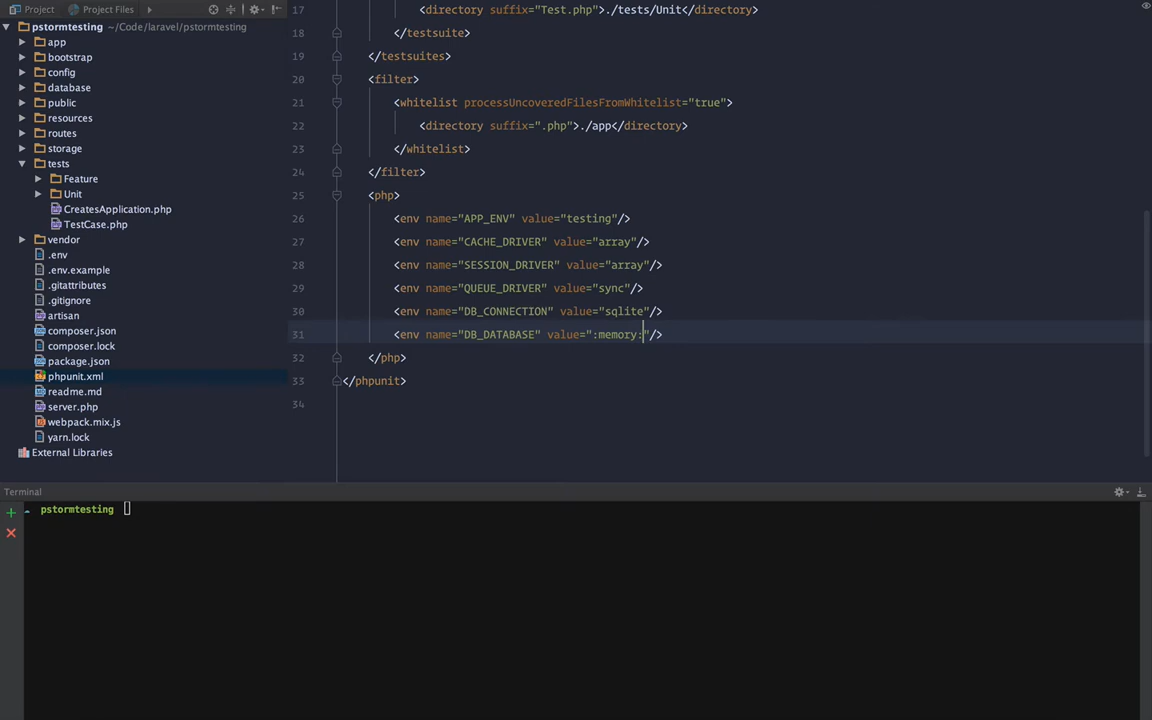 Project
Project Files
pstormtesting ~/Code/laravel/pstormtesting
app
bootstrap
config
database
public
resources
routes
storage
tests
Feature
Unit
CreatesApplication.php
TestCase.php
vendor
.env
.env.example
.gitattributes
.gitignore
artisan
composer.json
composer.lock
package.json
phpunit.xml
readme.md
server.php
webpack.mix.js
yarn.lock
External Libraries
17 <directory suffix="Test.php">./tests/Unit</directory>
18 </testsuite>
19 </testsuites>
20 <filter>
21 <whitelist processUncoveredFilesFromWhitelist="true">
22 <directory suffix=".php">./app</directory>
23 </whitelist>
24 </filter>
25 <php>
26 <env name="APP_ENV" value="testing"/>
27 <env name="CACHE_DRIVER" value="array"/>
28 <env name="SESSION_DRIVER" value="array"/>
29 <env name="QUEUE_DRIVER" value="sync"/>
30 <env name="DB_CONNECTION" value="sqlite"/>
31 <env name="DB_DATABASE" value=":memory:"/>
32 </php>
33 </phpunit>
34
Terminal
pstormtesting